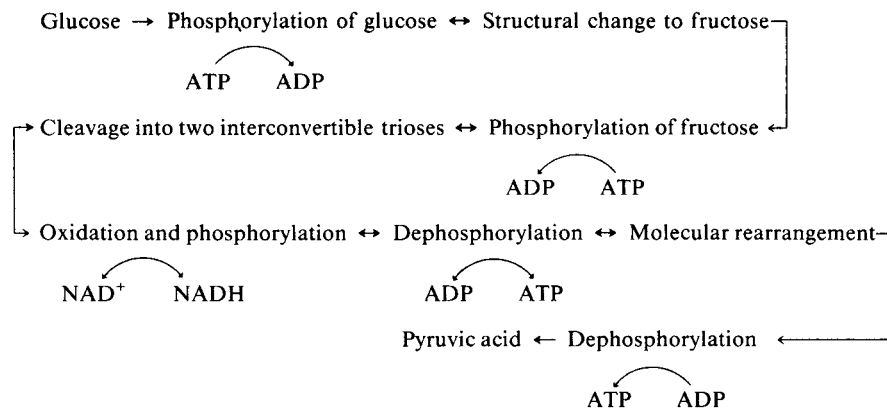 Glucose → Phosphorylation of glucose ↔ Structural change to fructose
ATP ADP
Cleavage into two interconvertible trioses ↔ Phosphorylation of fructose
ADP ATP
Oxidation and phosphorylation ↔ Dephosphorylation ↔ Molecular rearrangement
NAD⁺ NADH ADP ATP
Pyruvic acid ← Dephosphorylation
ATP ADP